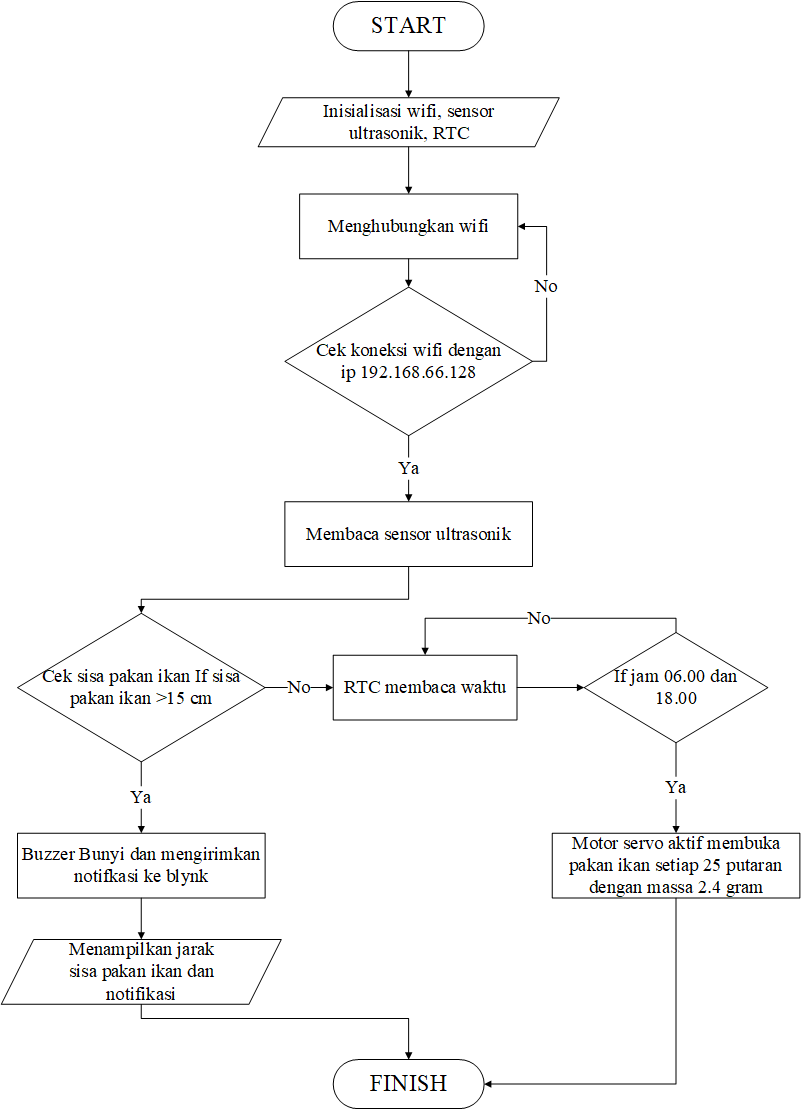 START
Inisialisasi wifi, sensor
ultrasonik, RTC
Menghubungkan wifi
No
Cek koneksi wifi dengan
ip 192.168.66.128
Ya
Membaca sensor ultrasonik
No
Cek sisa pakan ikan If sisa
pakan ikan >15 cm
No
RTC membaca waktu
If jam 06.00 dan
18.00
Ya
Ya
Buzzer Bunyi dan mengirimkan
notifkasi ke blynk
Motor servo aktif membuka
pakan ikan setiap 25 putaran
dengan massa 2.4 gram
Menampilkan jarak
sisa pakan ikan dan
notifikasi
FINISH